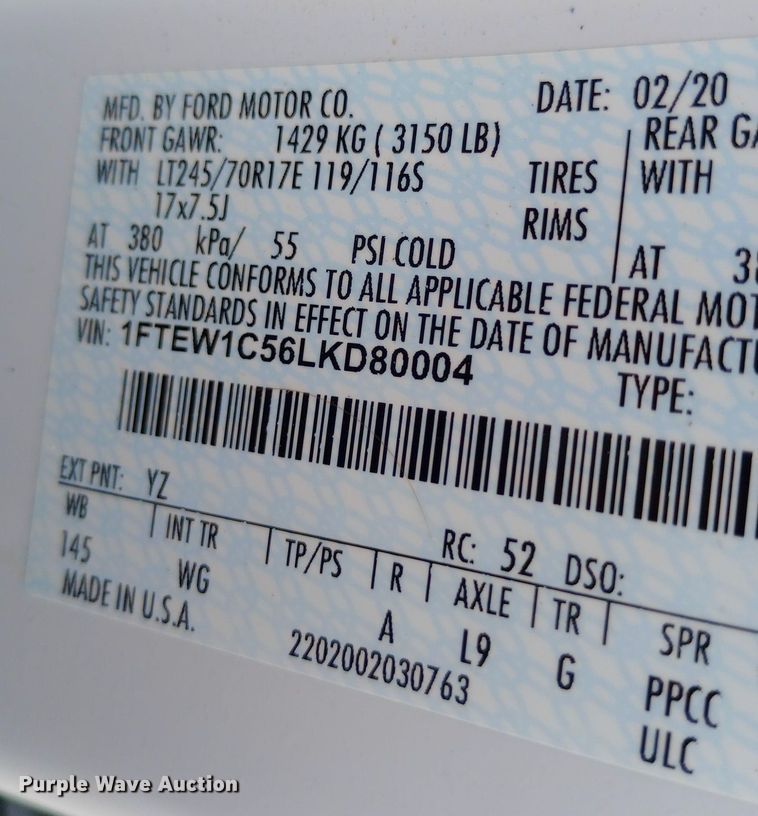 MFD. BY FORD MOTOR CO.
DATE: 02/20
FRONT GAWR: 1429 KG ( 3150 LB)
REAR GA
WITH LT245/70R17E 119/116S TIRES
WITH
17x7.5J RIMS
AT 380 kPa/ 55 PSI COLD
AT 38
THIS VEHICLE CONFORMS TO ALL APPLICABLE FEDERAL MOT
SAFETY STANDARDS IN EFFECT ON THE DATE OF MANUFACTU
VIN: 1FTEW1C56LKD80004
TYPE:
EXT PNT: YZ RC: 52 DSO:
WB INT TR TP/PS R AXLE TR SPR
145 WG A L9 G PPCC
MADE IN U.S.A. 2202002030763 ULC
Purple Wave Auction